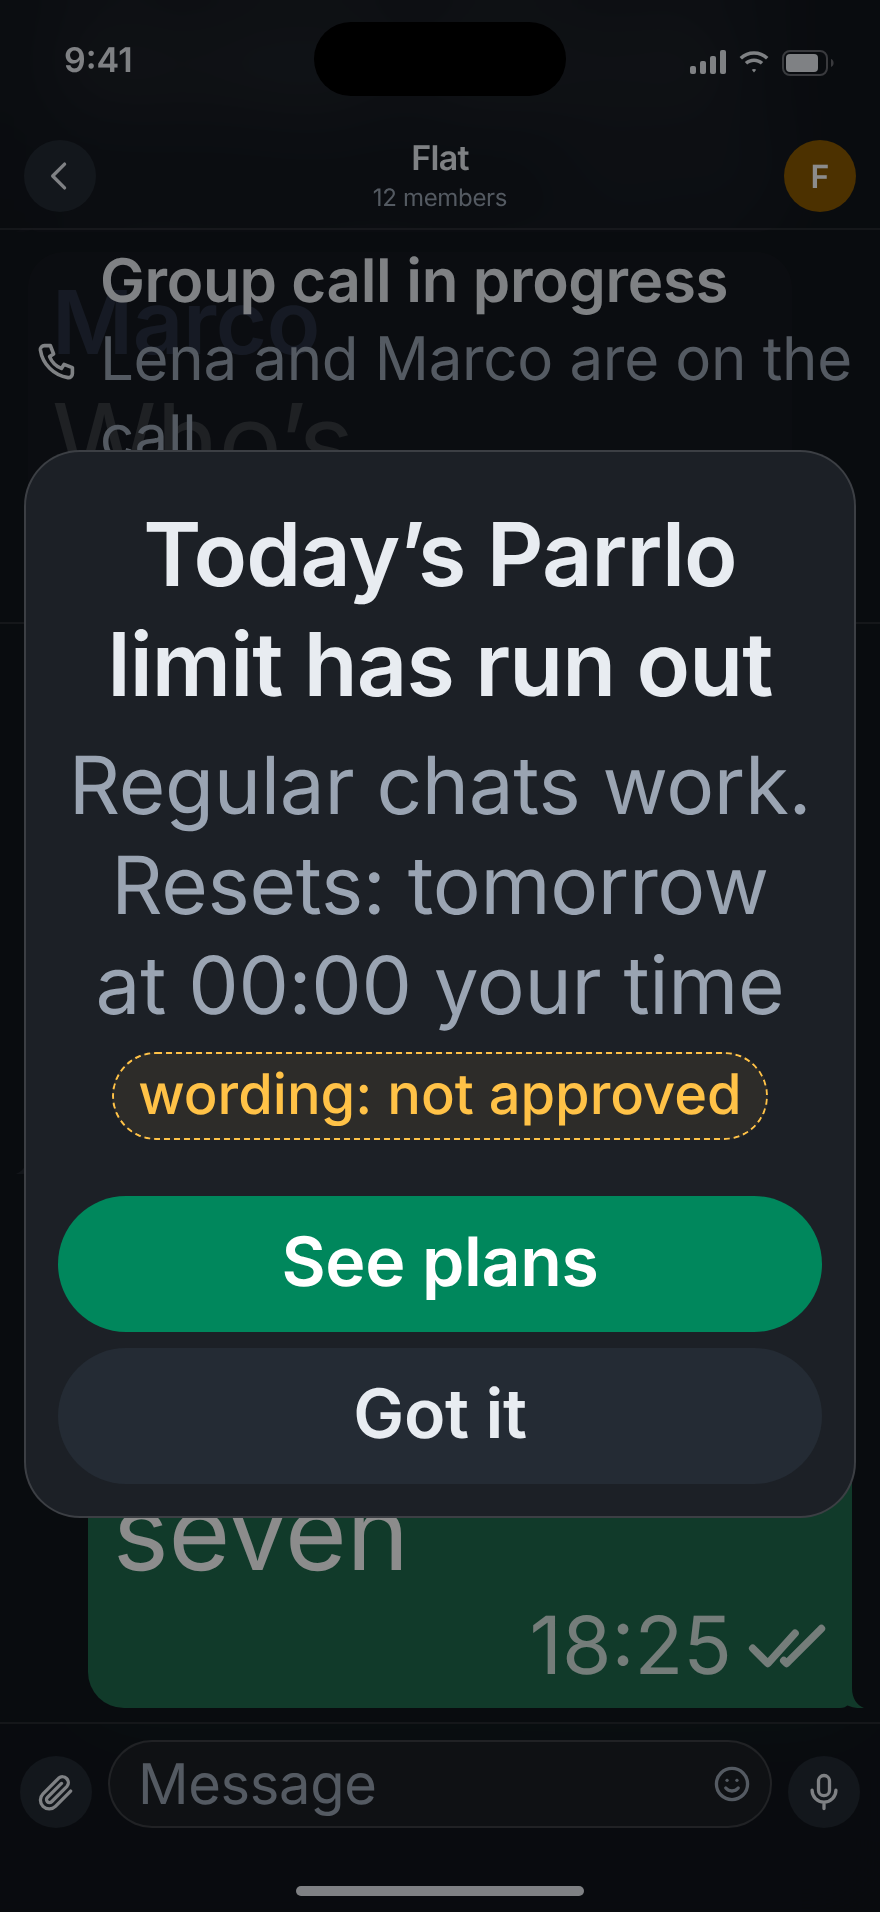 9:41
Flat
12 members
F
Group call in progress
Marco
Lena and Marco are on the
call
Who’s
Today’s Parrlo
limit has run out
Regular chats work.
Resets: tomorrow
at 00:00 your time
wording: not approved
See plans
Got it
seven
18:25
Message